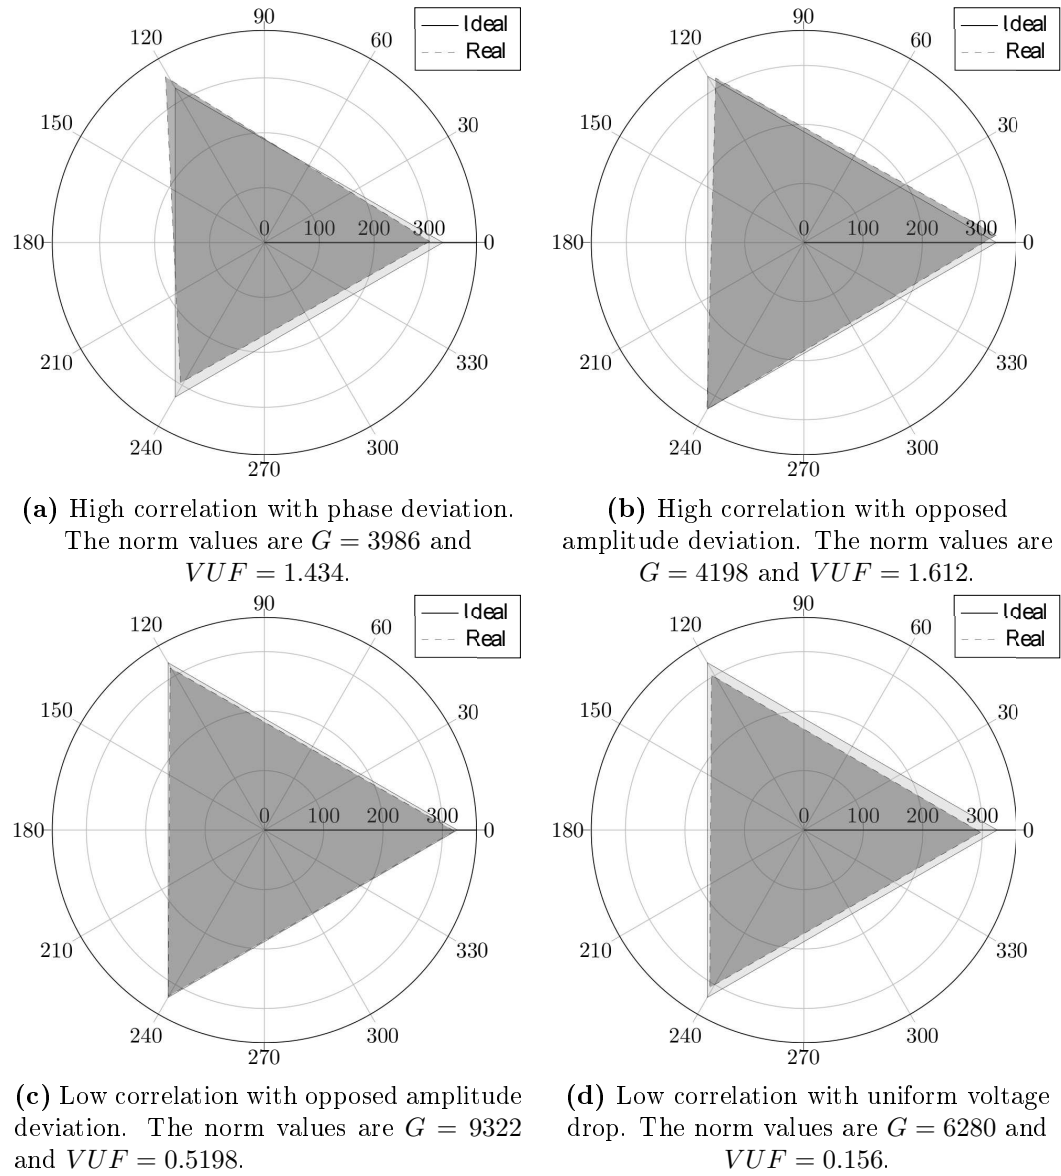 90
120
60
Ideal
Real
150
30
180
0 100 200 300
0
210
330
240
300
270
(a) High correlation with phase deviation.
The norm values are G = 3986 and
VUF = 1.434.
90
120
60
Ideal
Real
150
30
180
0 100 200 300
0
210
330
240
300
270
(b) High correlation with opposed
amplitude deviation. The norm values are
G = 4198 and VUF = 1.612.
90
120
60
Ideal
Real
150
30
180
0 100 200 300
0
210
330
240
300
270
(c) Low correlation with opposed amplitude
deviation. The norm values are G = 9322
and VUF = 0.5198.
90
120
60
Ideal
Real
150
30
180
0 100 200 300
0
210
330
240
300
270
(d) Low correlation with uniform voltage
drop. The norm values are G = 6280 and
VUF = 0.156.